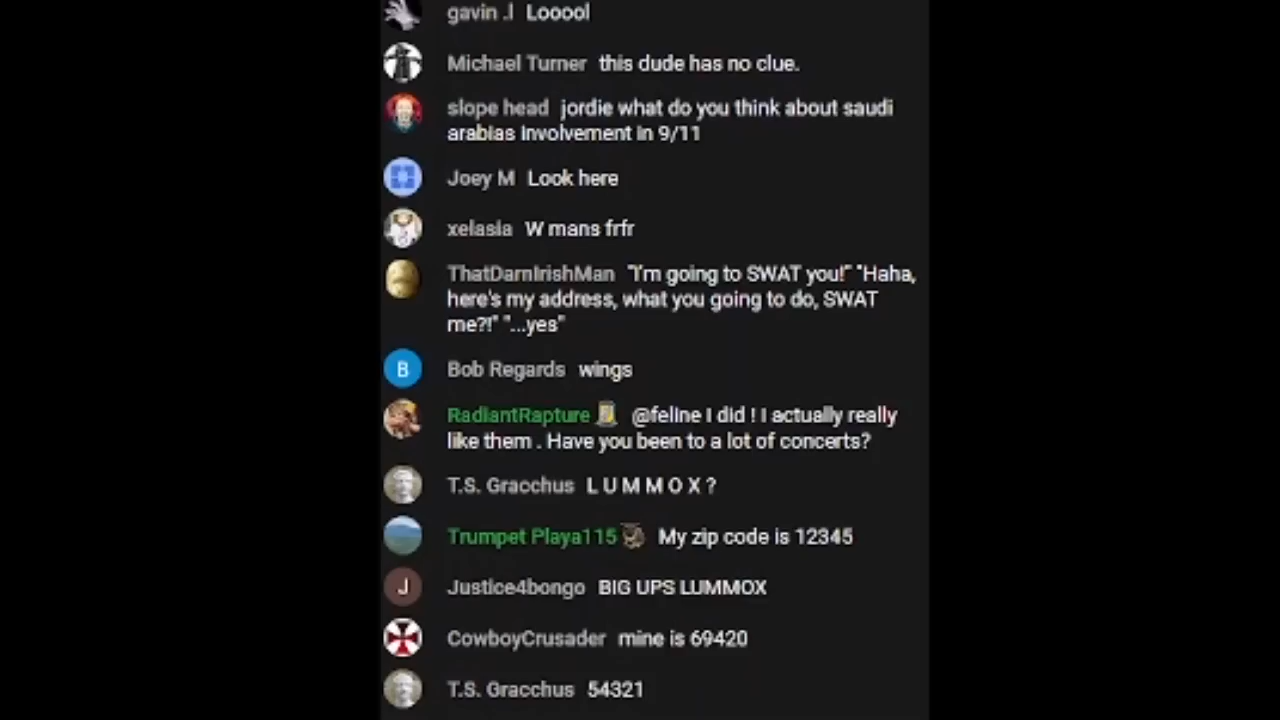 gavin .l Looool
Michael Turner this dude has no clue.
slope head jordie what do you think about saudi
arabias involvement in 9/11
Joey M Look here
xelasia W mans frfr
ThatDarnIrishMan "I'm going to SWAT you!" "Haha,
here's my address, what you going to do, SWAT
me?!" "...yes"
B Bob Regards wings
RadiantRapture @feline I did ! I actually really
like them . Have you been to a lot of concerts?
T.S. Gracchus L U M M O X ?
Trumpet Playa115 My zip code is 12345
J Justice4bongo BIG UPS LUMMOX
CowboyCrusader mine is 69420
T.S. Gracchus 54321